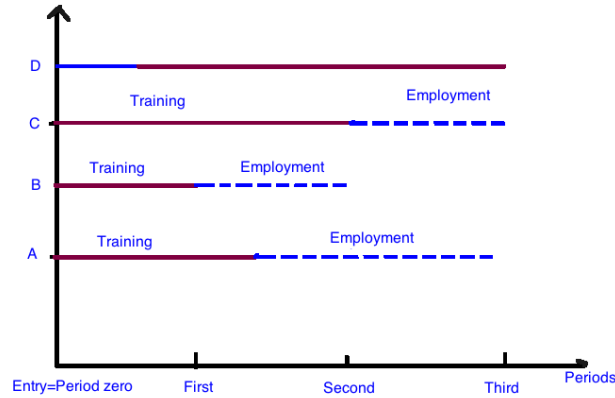 D
Training
Employment
C
Training
Employment
B
Training
Employment
A
Periods
Entry=Period zero
First
Second
Third